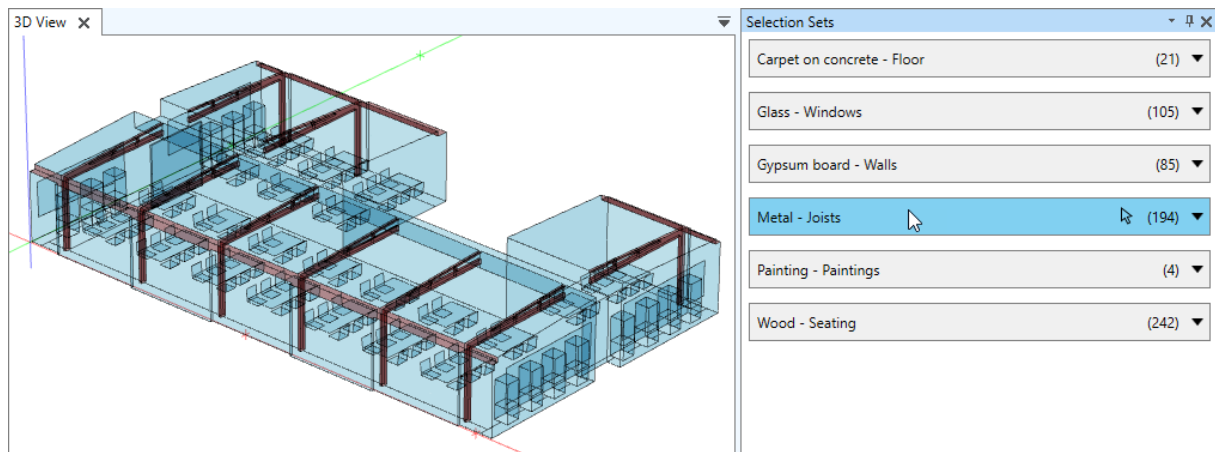 3D View
Selection Sets
Carpet on concrete - Floor (21)
Glass - Windows (105)
Gypsum board - Walls (85)
Metal - Joists (194)
Painting - Paintings (4)
Wood - Seating (242)